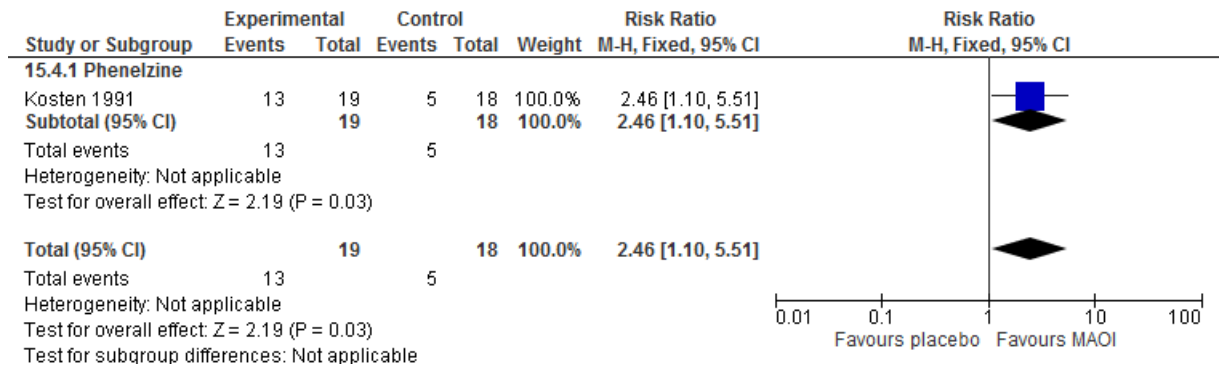 Experimental Control Risk Ratio Risk Ratio
Study or Subgroup Events Total Events Total Weight M-H, Fixed, 95% CI M-H, Fixed, 95% CI
15.4.1 Phenelzine
Kosten 1991 13 19 5 18 100.0% 2.46 [1.10, 5.51]
Subtotal (95% CI) 19 18 100.0% 2.46 [1.10, 5.51]
Total events 13 5
Heterogeneity: Not applicable
Test for overall effect: Z = 2.19 (P = 0.03)
Total (95% CI) 19 18 100.0% 2.46 [1.10, 5.51]
Total events 13 5
Heterogeneity: Not applicable
Test for overall effect: Z = 2.19 (P = 0.03)
Test for subgroup differences: Not applicable
0.01 0.1 1 10 100
Favours placebo Favours MAOI